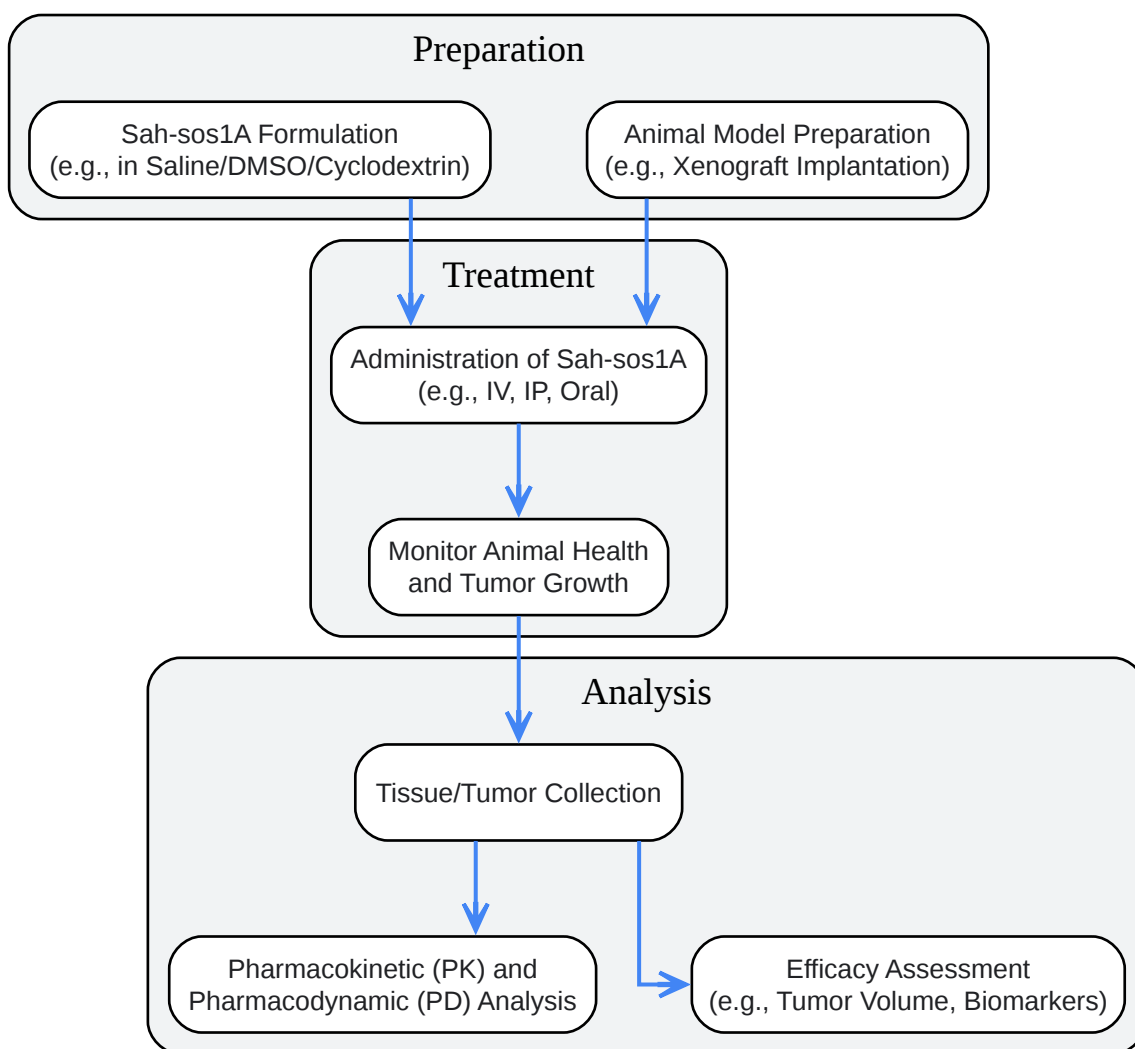 Preparation
Sah-sos1A Formulation
(e.g., in Saline/DMSO/Cyclodextrin)
Animal Model Preparation
(e.g., Xenograft Implantation)
Treatment
Administration of Sah-sos1A
(e.g., IV, IP, Oral)
Monitor Animal Health
and Tumor Growth
Analysis
Tissue/Tumor Collection
Pharmacokinetic (PK) and
Pharmacodynamic (PD) Analysis
Efficacy Assessment
(e.g., Tumor Volume, Biomarkers)